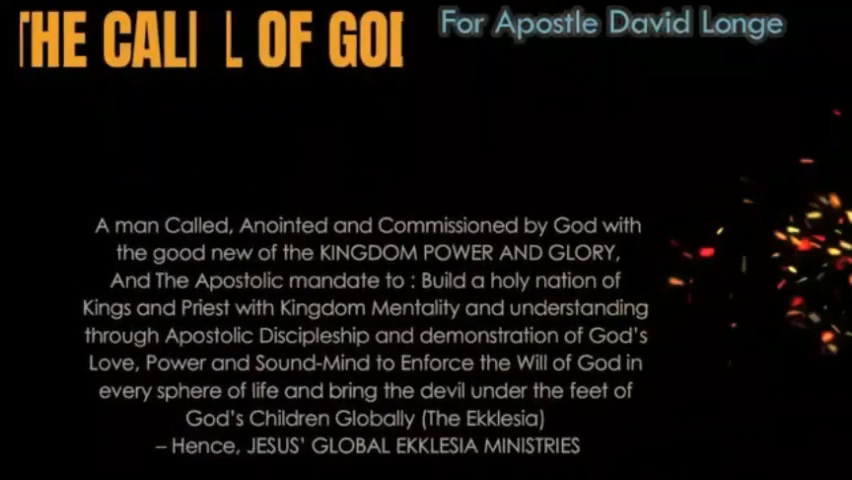 THE CALL OF GOD
For Apostle David Longe
A man Called, Anointed and Commissioned by God with
the good new of the KINGDOM POWER AND GLORY,
And The Apostolic mandate to : Build a holy nation of
Kings and Priest with Kingdom Mentality and understanding
through Apostolic Discipleship and demonstration of God's
Love, Power and Sound-Mind to Enforce the Will of God in
every sphere of life and bring the devil under the feet of
God's Children Globally (The Ekklesia)
– Hence, JESUS' GLOBAL EKKLESIA MINISTRIES